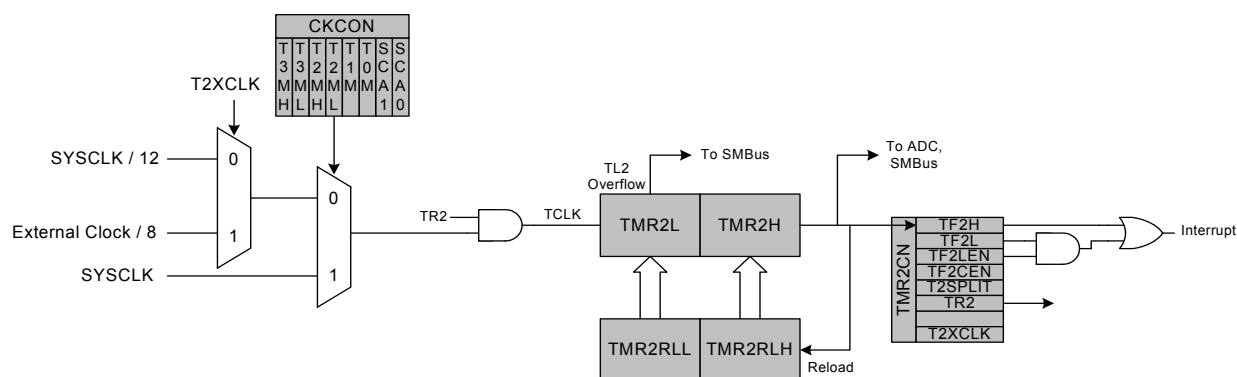 CKCON
T3MH
T3ML
T2MH
T2ML
T1M
T0M
SCA1
SCA0
T2XCLK
SYSCLK / 12
0
External Clock / 8
1
SYSCLK
0
1
TR2
TCLK
TL2
Overflow
To SMBus
TMR2L
TMR2H
To ADC,
SMBus
TMR2RLL
TMR2RLH
Reload
TMR2CN
TF2H
TF2L
TF2LEN
TF2CEN
T2SPLIT
TR2
T2XCLK
Interrupt